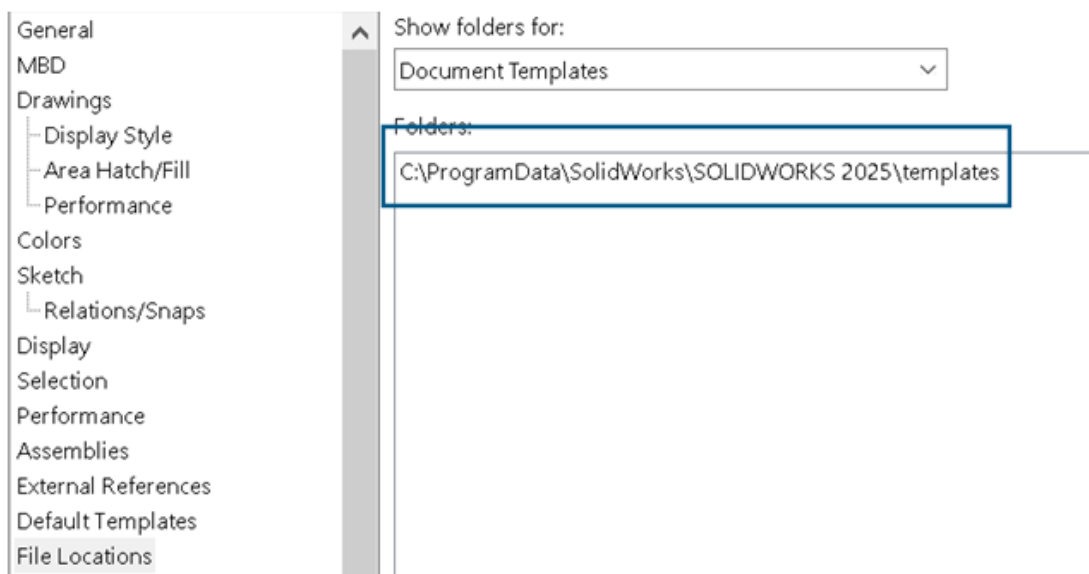 General
MBD
Drawings
Display Style
Area Hatch/Fill
Performance
Colors
Sketch
Relations/Snaps
Display
Selection
Performance
Assemblies
External References
Default Templates
File Locations
Show folders for:
Document Templates
Folders:
C:\ProgramData\SolidWorks\SOLIDWORKS 2025\templates